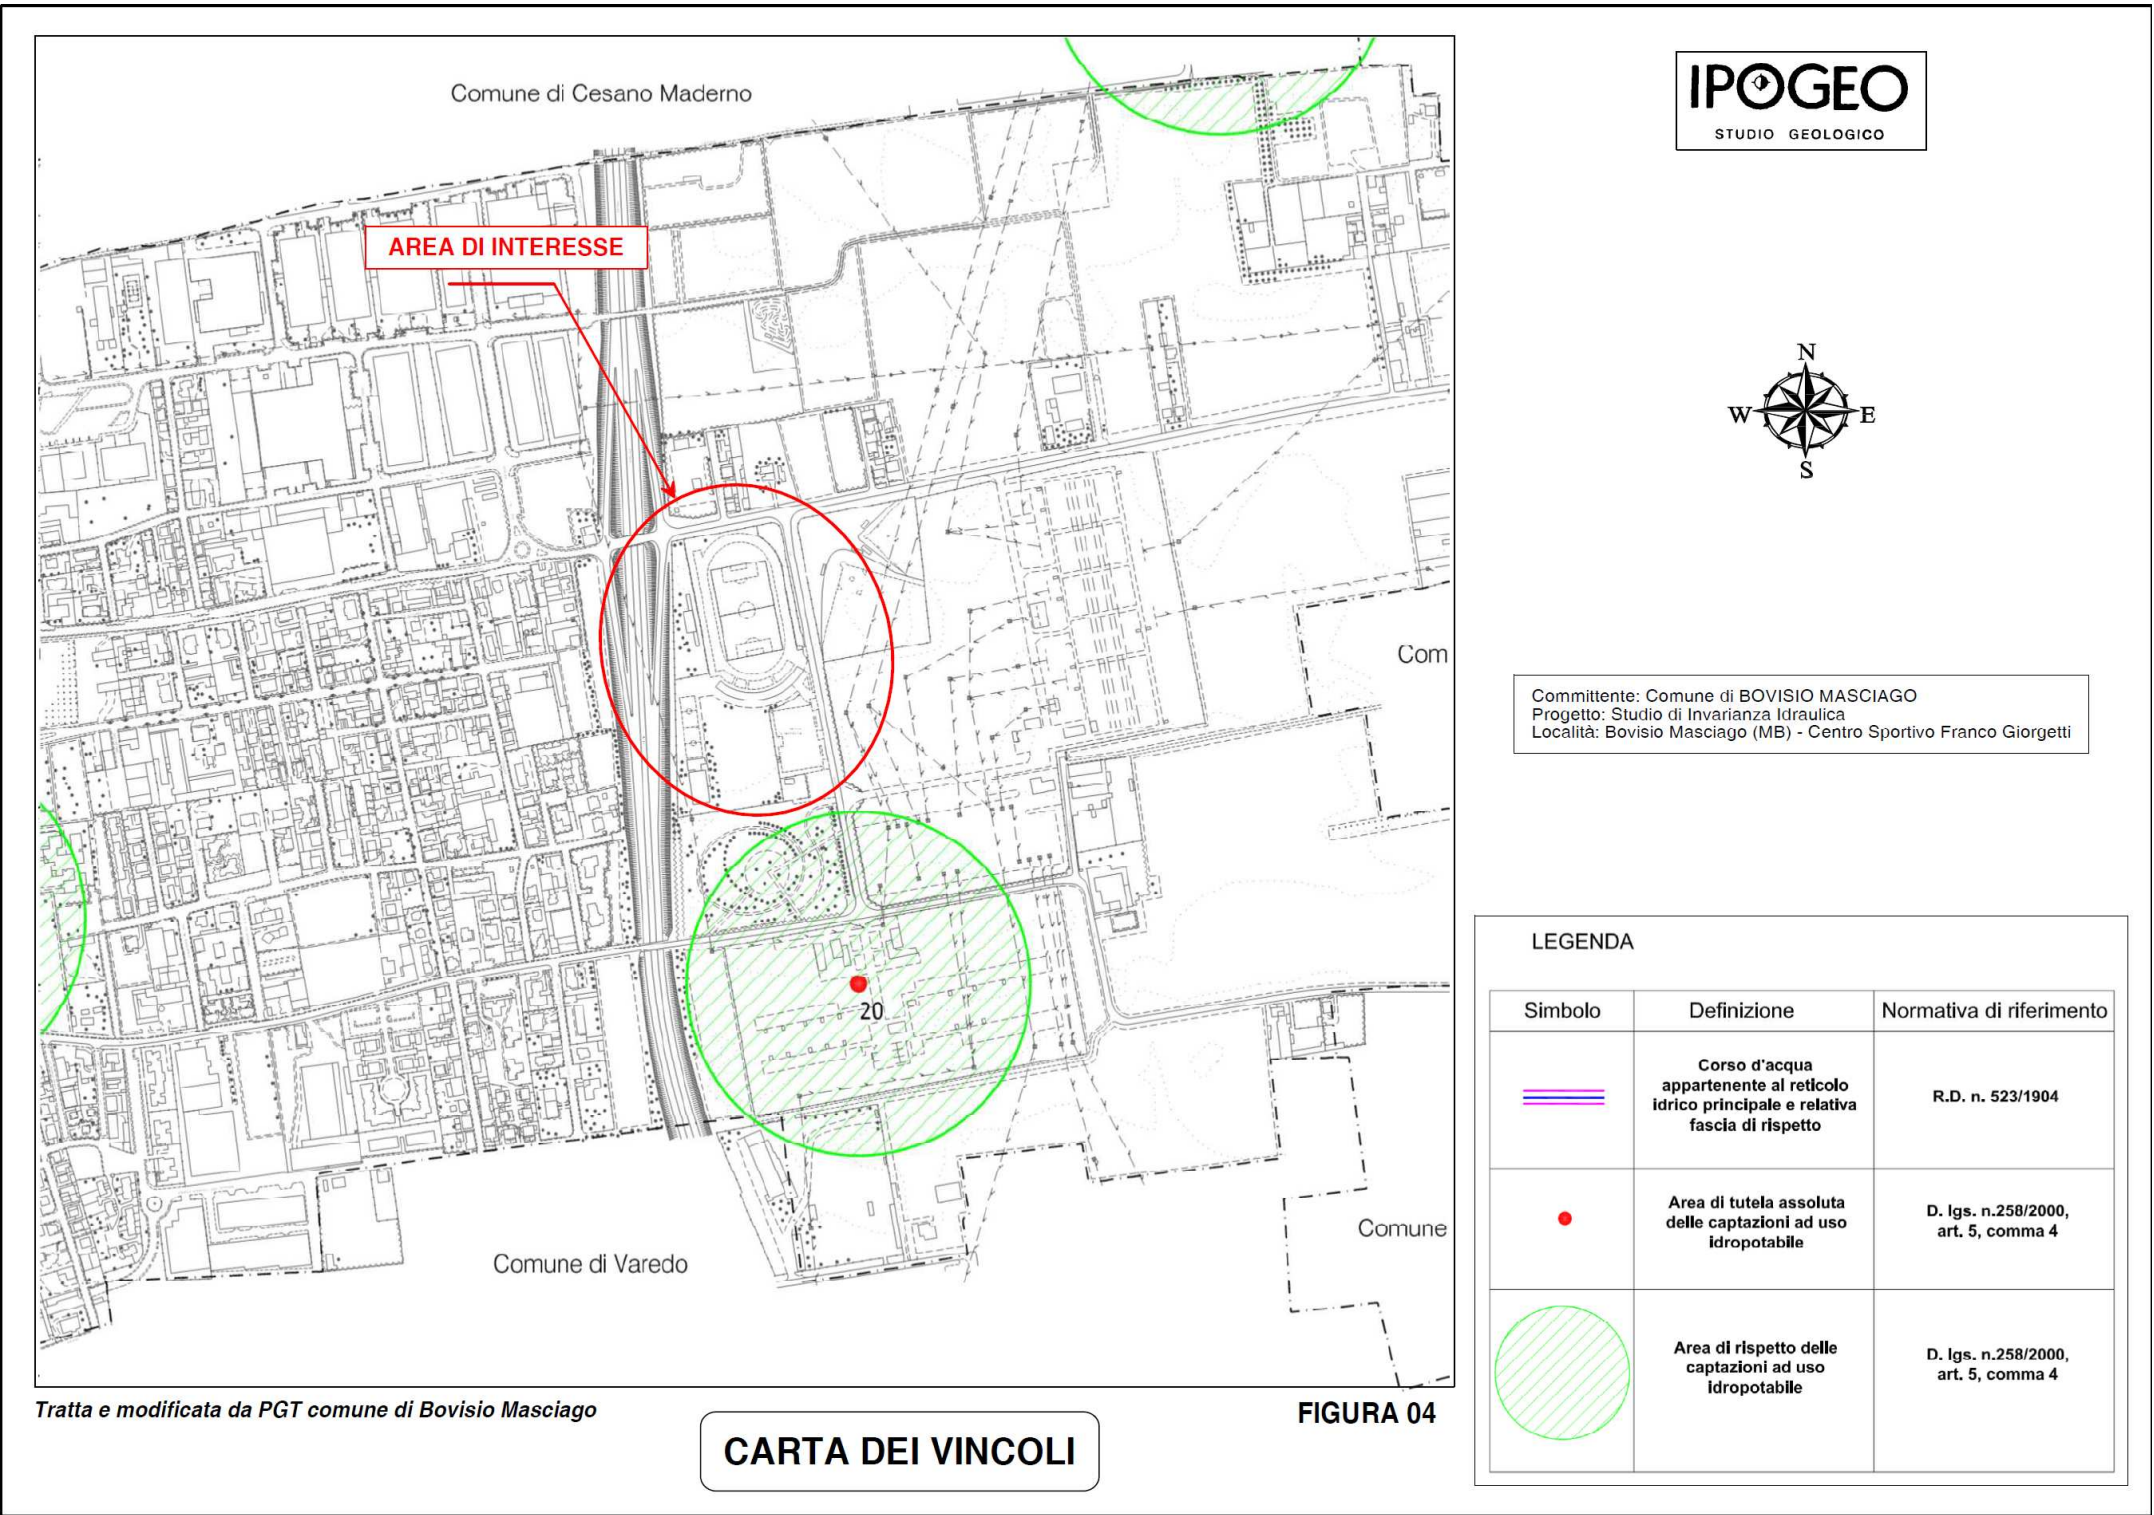 Comune di Cesano Maderno
IPOGEO
STUDIO GEOLOGICO
AREA DI INTERESSE
N
W
E
S
Com
Committente: Comune di BOVISIO MASCIAGO
Progetto: Studio di Invarianza Idraulica
Località: Bovisio Masciago (MB) - Centro Sportivo Franco Giorgetti
20
Comune
Comune di Varedo
LEGENDA
Simbolo
Definizione
Normativa di riferimento
Corso d'acqua
appartenente al reticolo
idrico principale e relativa
fascia di rispetto
R.D. n. 523/1904
Area di tutela assoluta
delle captazioni ad uso
idropotabile
D. lgs. n.258/2000,
art. 5, comma 4
Area di rispetto delle
captazioni ad uso
idropotabile
D. lgs. n.258/2000,
art. 5, comma 4
Tratta e modificata da PGT comune di Bovisio Masciago
FIGURA 04
CARTA DEI VINCOLI